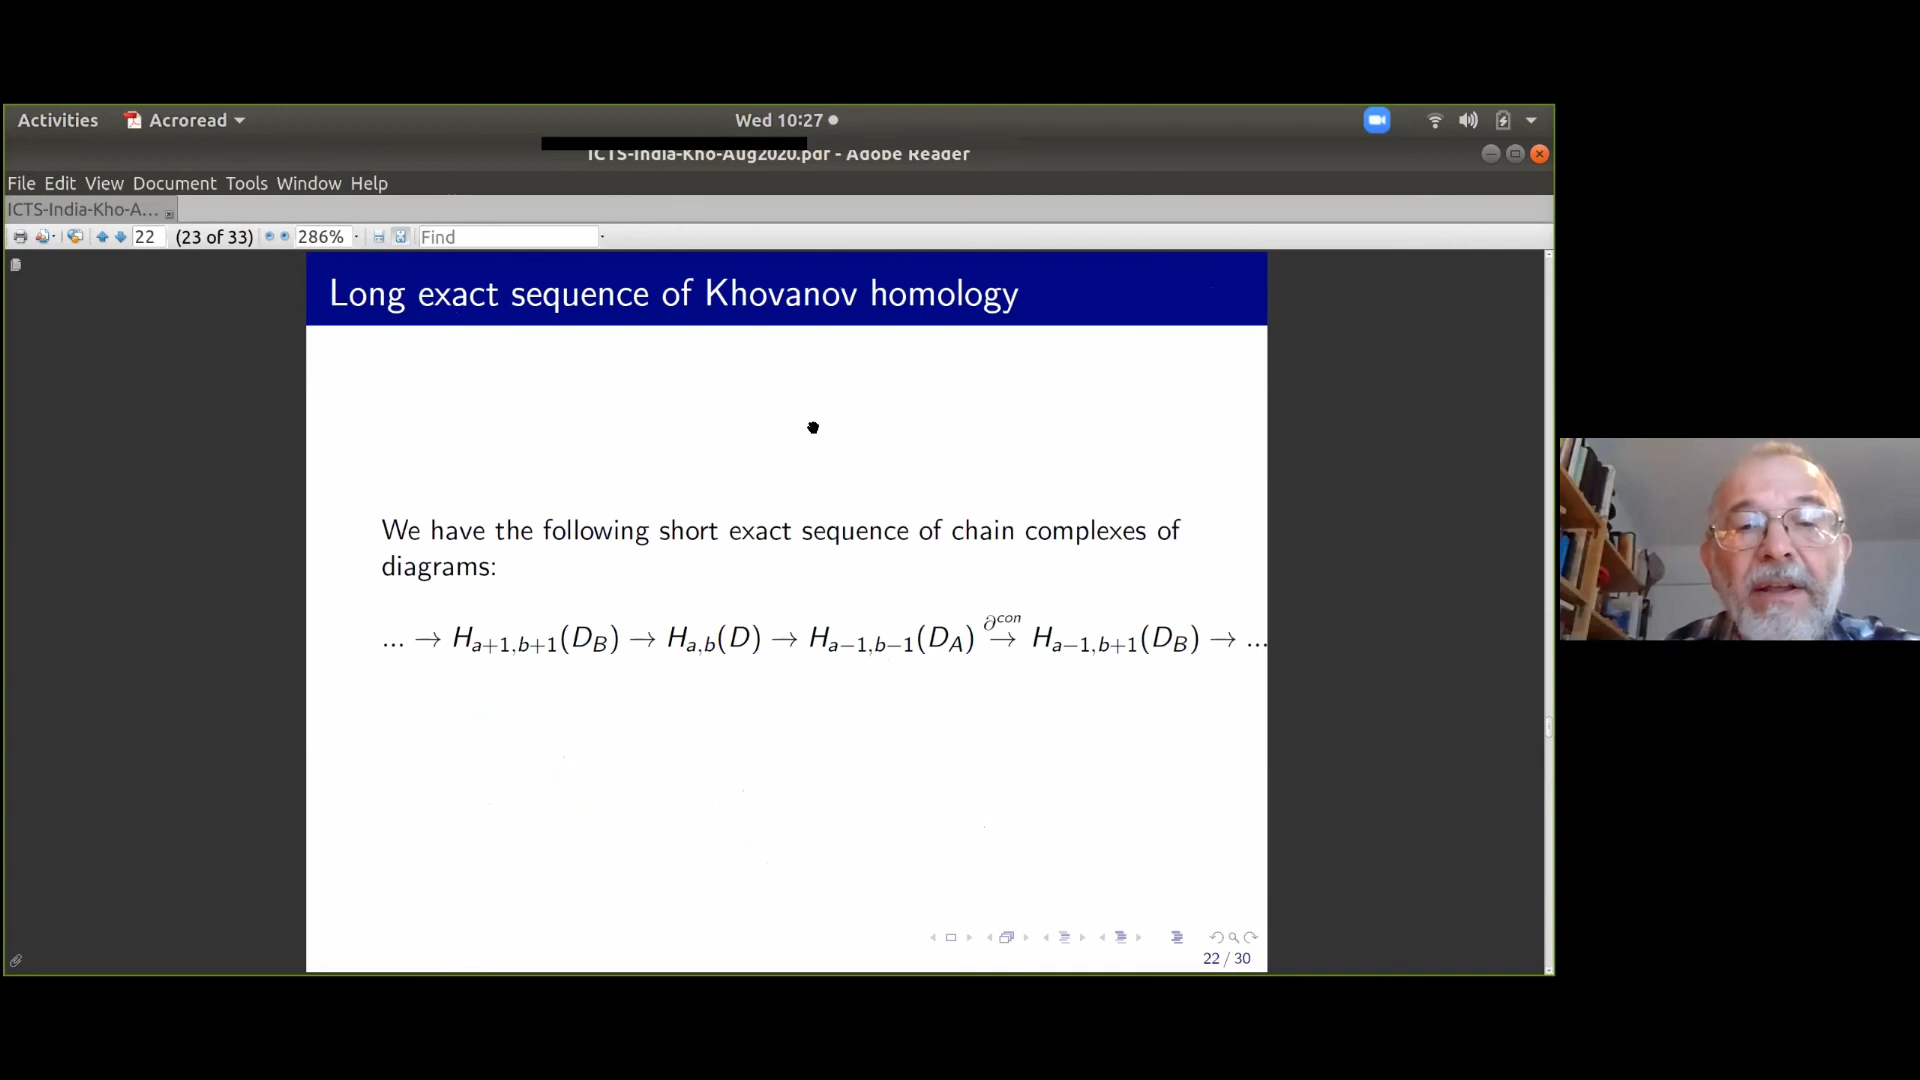 Activities Acroread Wed 10:27
ICTS-India-Kho-Aug2020.pdf - Adobe Reader
File Edit View Document Tools Window Help
ICTS-India-Kho-A...
22 (23 of 33) 286% Find
Long exact sequence of Khovanov homology
We have the following short exact sequence of chain complexes of
diagrams:
... → H_{a+1,b+1}(D_B) → H_{a,b}(D) → H_{a−1,b−1}(D_A) \overset{∂^{con}}{→} H_{a−1,b+1}(D_B) → ...
22 / 30